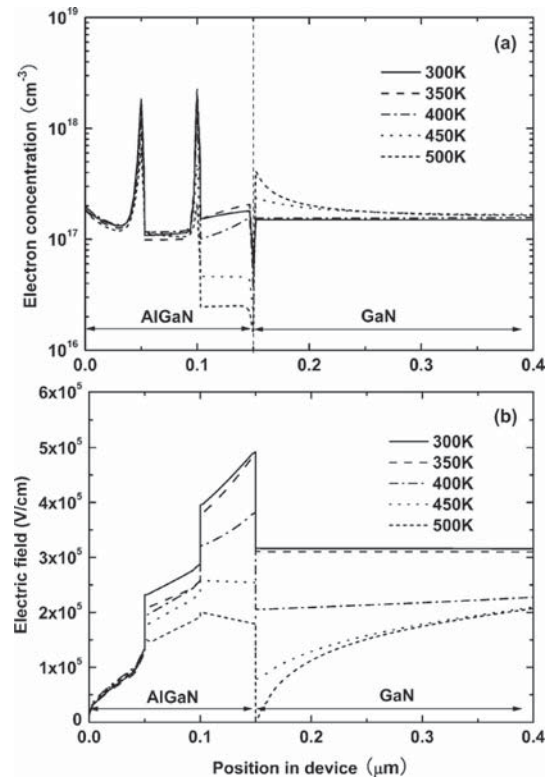 10^19
(a)
300K
350K
400K
450K
500K
10^18
10^17
10^16
Electron concentration (cm^-3)
AlGaN
GaN
0.0 0.1 0.2 0.3 0.4
6x10^5
(b)
300K
350K
400K
450K
500K
5x10^5
4x10^5
3x10^5
2x10^5
1x10^5
0
Electric field (V/cm)
AlGaN
GaN
0.0 0.1 0.2 0.3 0.4
Position in device (μm)